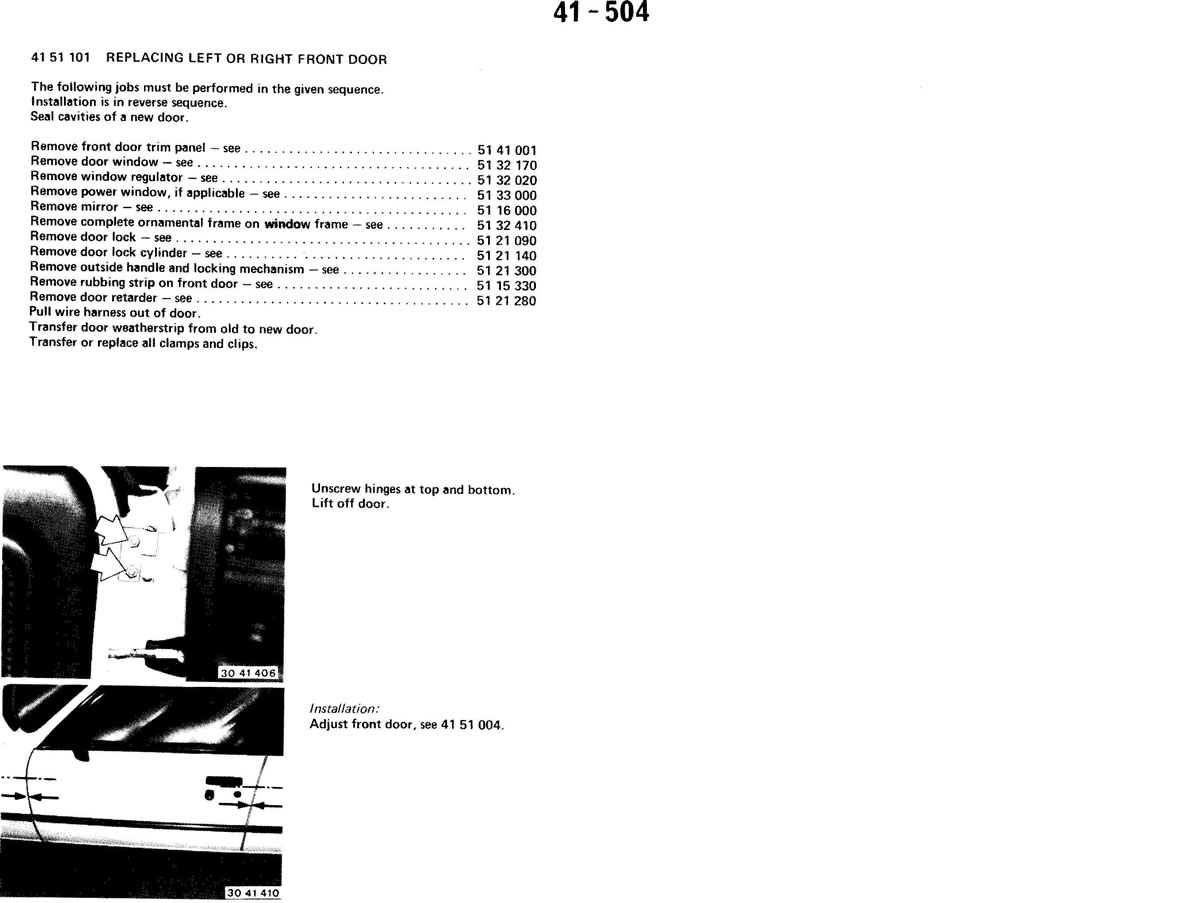 41 - 504
41 51 101 REPLACING LEFT OR RIGHT FRONT DOOR
The following jobs must be performed in the given sequence.
Installation is in reverse sequence.
Seal cavities of a new door.
Remove front door trim panel — see . . . . . . . . . . . . . . . . . . . . . . . . . . . . . . 51 41 001
Remove door window — see . . . . . . . . . . . . . . . . . . . . . . . . . . . . . . . . . . . . 51 32 170
Remove window regulator — see . . . . . . . . . . . . . . . . . . . . . . . . . . . . . . . . . 51 32 020
Remove power window, if applicable — see . . . . . . . . . . . . . . . . . . . . . . . . 51 33 000
Remove mirror — see . . . . . . . . . . . . . . . . . . . . . . . . . . . . . . . . . . . . . . . . . 51 16 000
Remove complete ornamental frame on window frame — see . . . . . . . . . . . 51 32 410
Remove door lock — see . . . . . . . . . . . . . . . . . . . . . . . . . . . . . . . . . . . . . . . 51 21 090
Remove door lock cylinder — see . . . . . . . . . . . . . . . . . . . . . . . . . . . . . . . . 51 21 140
Remove outside handle and locking mechanism — see . . . . . . . . . . . . . . . . . 51 21 300
Remove rubbing strip on front door — see . . . . . . . . . . . . . . . . . . . . . . . . . 51 15 330
Remove door retarder — see . . . . . . . . . . . . . . . . . . . . . . . . . . . . . . . . . . . . 51 21 280
Pull wire harness out of door.
Transfer door weatherstrip from old to new door.
Transfer or replace all clamps and clips.
Unscrew hinges at top and bottom.
Lift off door.
30 41 406
Installation:
Adjust front door, see 41 51 004.
30 41 410